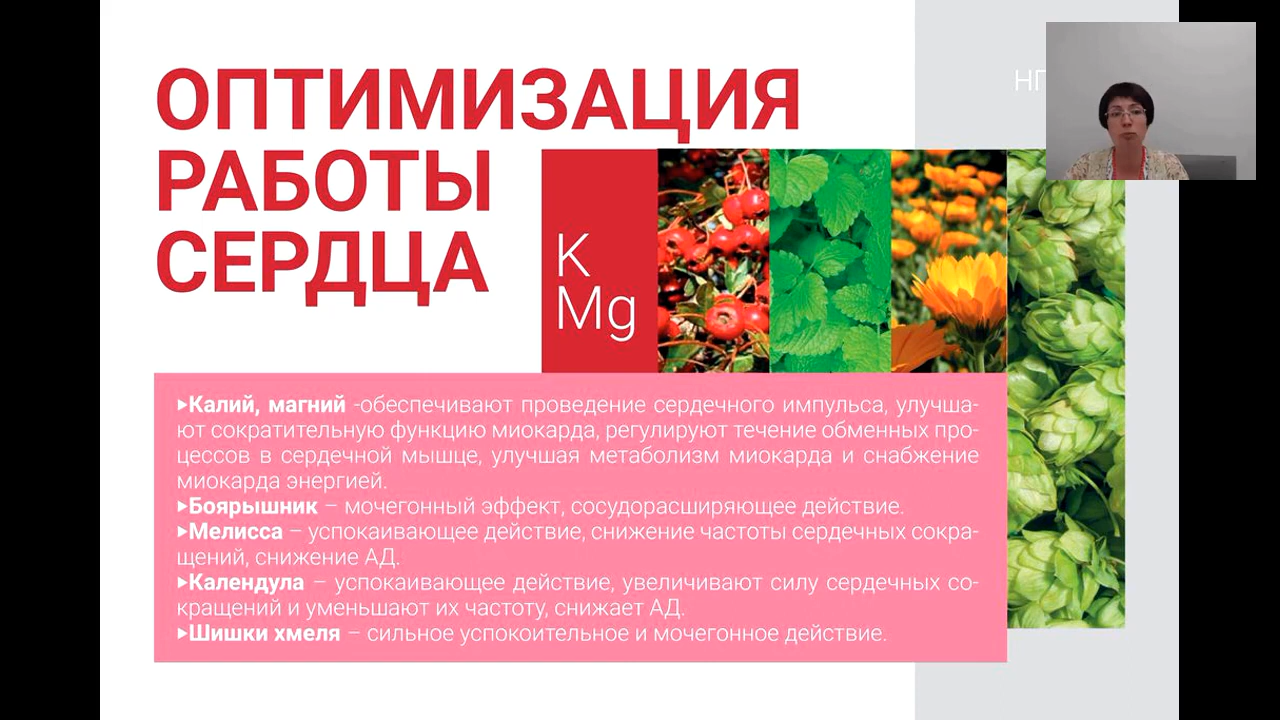 ОПТИМИЗАЦИЯ
РАБОТЫ
СЕРДЦА
K
Mg
▸Калий, магний -обеспечивают проведение сердечного импульса, улучша-
ют сократительную функцию миокарда, регулируют течение обменных про-
цессов в сердечной мышце, улучшая метаболизм миокарда и снабжение
миокарда энергией.
▸Боярышник – мочегонный эффект, сосудорасширяющее действие.
▸Мелисса – успокаивающее действие, снижение частоты сердечных сокра-
щений, снижение АД.
▸Календула – успокаивающее действие, увеличивают силу сердечных со-
кращений и уменьшают их частоту, снижает АД.
▸Шишки хмеля – сильное успокоительное и мочегонное действие.